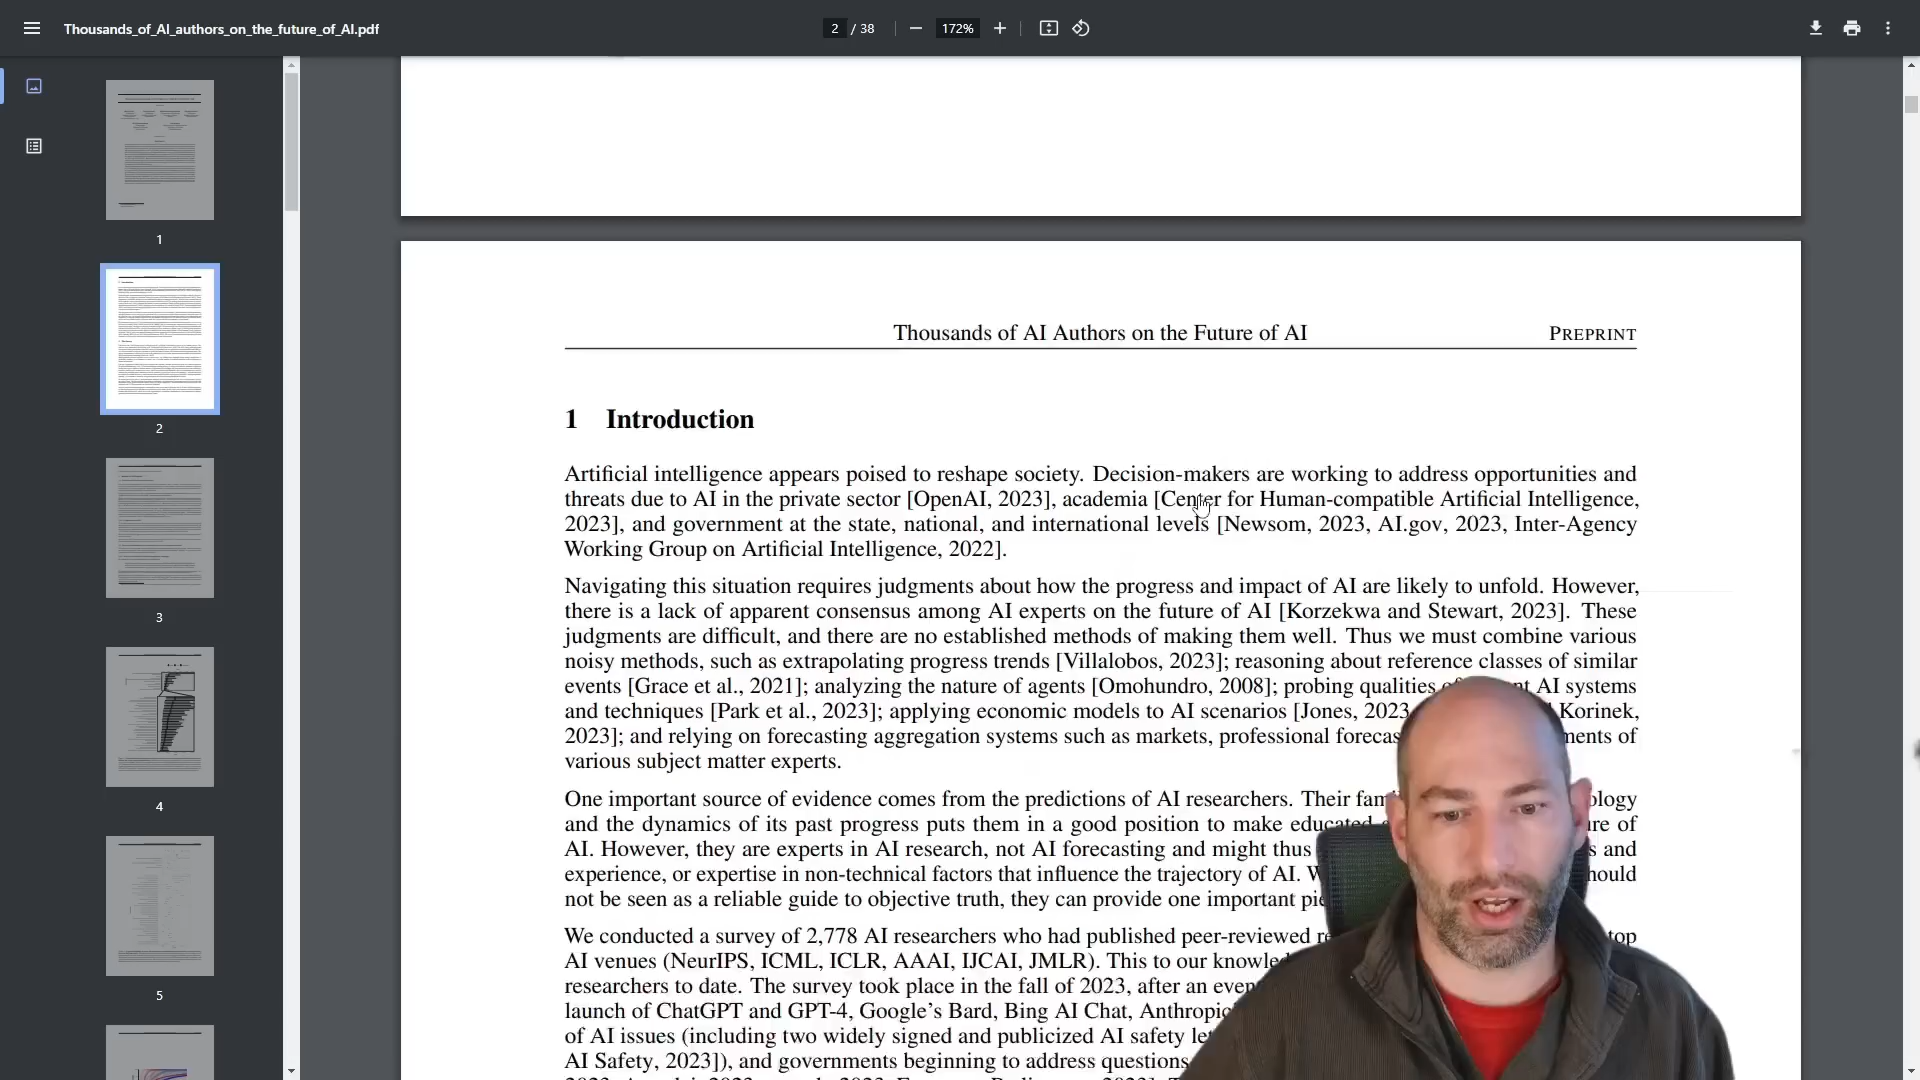 Thousands_of_AI_authors_on_the_future_of_AI.pdf
2 / 38
172%
1
2
3
4
5
Thousands of AI Authors on the Future of AI PREPRINT
1 Introduction
Artificial intelligence appears poised to reshape society. Decision-makers are working to address opportunities and
threats due to AI in the private sector [OpenAI, 2023], academia [Center for Human-compatible Artificial Intelligence,
2023], and government at the state, national, and international levels [Newsom, 2023, AI.gov, 2023, Inter-Agency
Working Group on Artificial Intelligence, 2022].
Navigating this situation requires judgments about how the progress and impact of AI are likely to unfold. However,
there is a lack of apparent consensus among AI experts on the future of AI [Korzekwa and Stewart, 2023]. These
judgments are difficult, and there are no established methods of making them well. Thus we must combine various
noisy methods, such as extrapolating progress trends [Villalobos, 2023]; reasoning about reference classes of similar
events [Grace et al., 2021]; analyzing the nature of agents [Omohundro, 2008]; probing qualities AI systems
and techniques [Park et al., 2023]; applying economic models to AI scenarios [Jones, 2023 Korinek,
2023]; and relying on forecasting aggregation systems such as markets, professional of
various subject matter experts.
One important source of evidence comes from the predictions of AI researchers. Their
and the dynamics of its past progress puts them in a good position to make educated of
AI. However, they are experts in AI research, not AI forecasting and might thus and
experience, or expertise in non-technical factors that influence the trajectory of AI.
not be seen as a reliable guide to objective truth, they can provide one important
We conducted a survey of 2,778 AI researchers who had published peer-reviewed top
AI venues (NeurIPS, ICML, ICLR, AAAI, IJCAI, JMLR). This to our
researchers to date. The survey took place in the fall of 2023, after an
launch of ChatGPT and GPT-4, Google's Bard, Bing AI Chat, Anthropic
of AI issues (including two widely signed and publicized AI safety
AI Safety, 2023]), and governments beginning to address questions